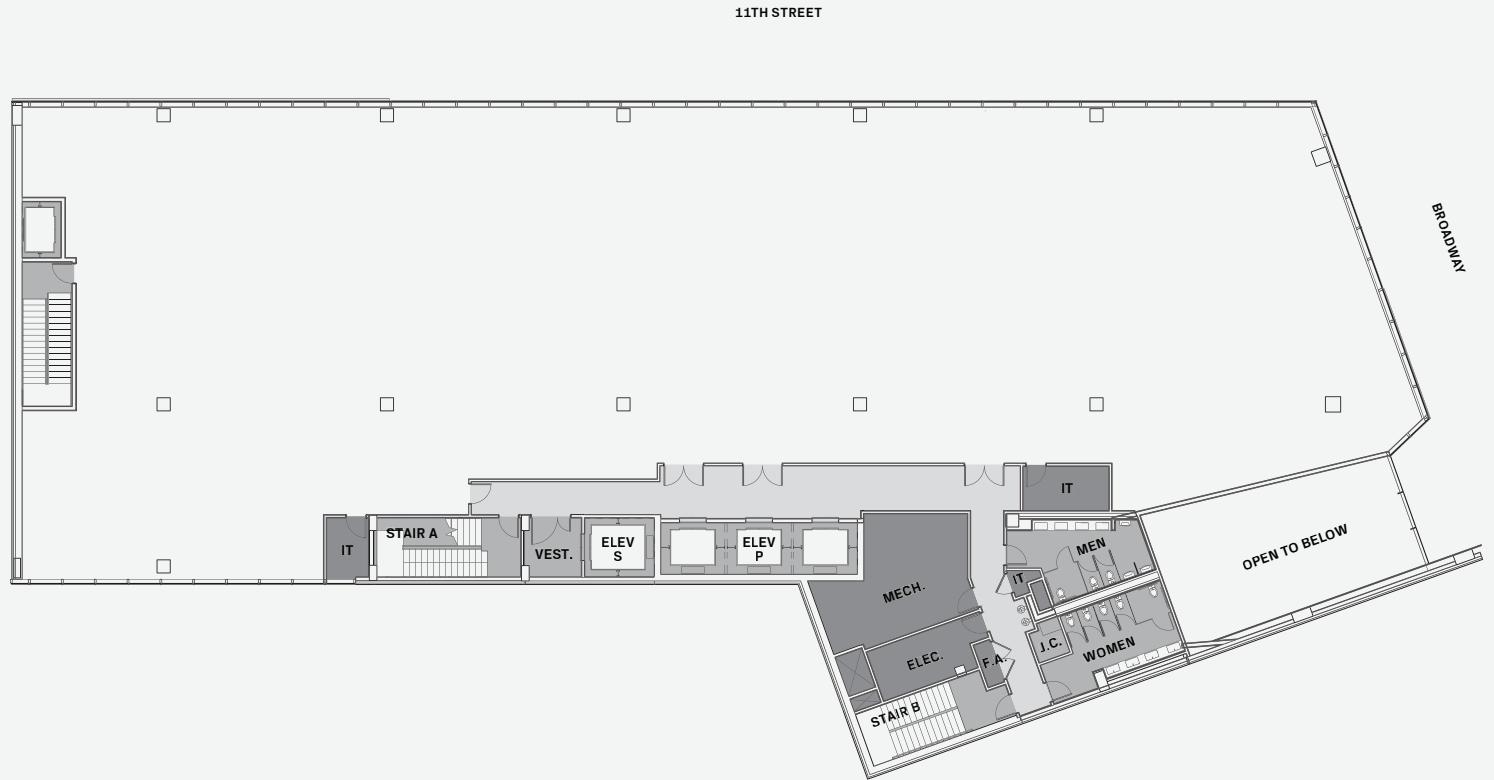 11TH STREET
BROADWAY
IT
STAIR A
IT
VEST.
ELEV
S
ELEV
P
MEN
OPEN TO BELOW
IT
MECH.
J.C.
WOMEN
ELEC.
F.A.
STAIR B